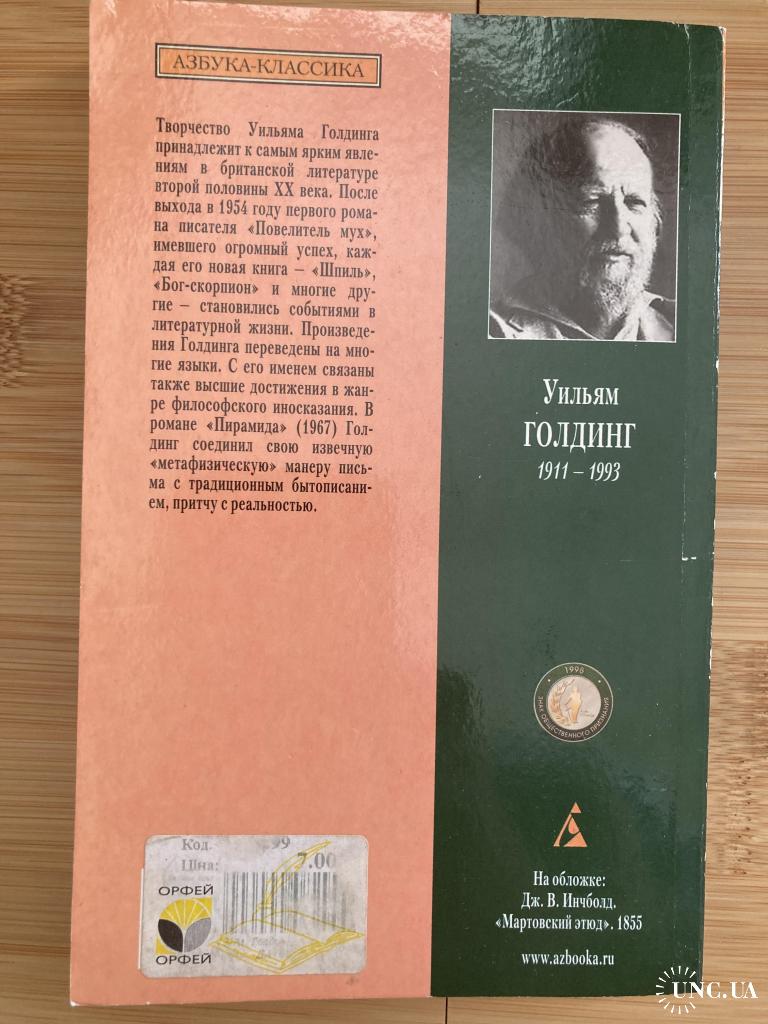 АЗБУКА-КЛАССИКА
Творчество Уильяма Голдинга
принадлежит к самым ярким явле-
ниям в британской литературе
второй половины XX века. После
выхода в 1954 году первого рома-
на писателя «Повелитель мух»,
имевшего огромный успех, каж-
дая его новая книга – «Шпиль»,
«Бог-скорпион» и многие дру-
гие – становились событиями в
литературной жизни. Произведе-
ния Голдинга переведены на мно-
гие языки. С его именем связаны
также высшие достижения в жан-
ре философского иносказания. В
романе «Пирамида» (1967) Гол-
динг соединил свою извечную
«метафизическую» манеру пись-
ма с традиционным бытописани-
ем, притчу с реальностью.
Уильям
ГОЛДИНГ
1911 – 1993
1998
ЗНАК ОБЩЕСТВЕННОГО ПРИЗНАНИЯ
На обложке:
Дж. В. Инчболд.
«Мартовский этюд». 1855
www.azbooka.ru
Код. 99
Ціна: 7.00
ОРФЕЙ
ОРФЕЙ
UNC.UA